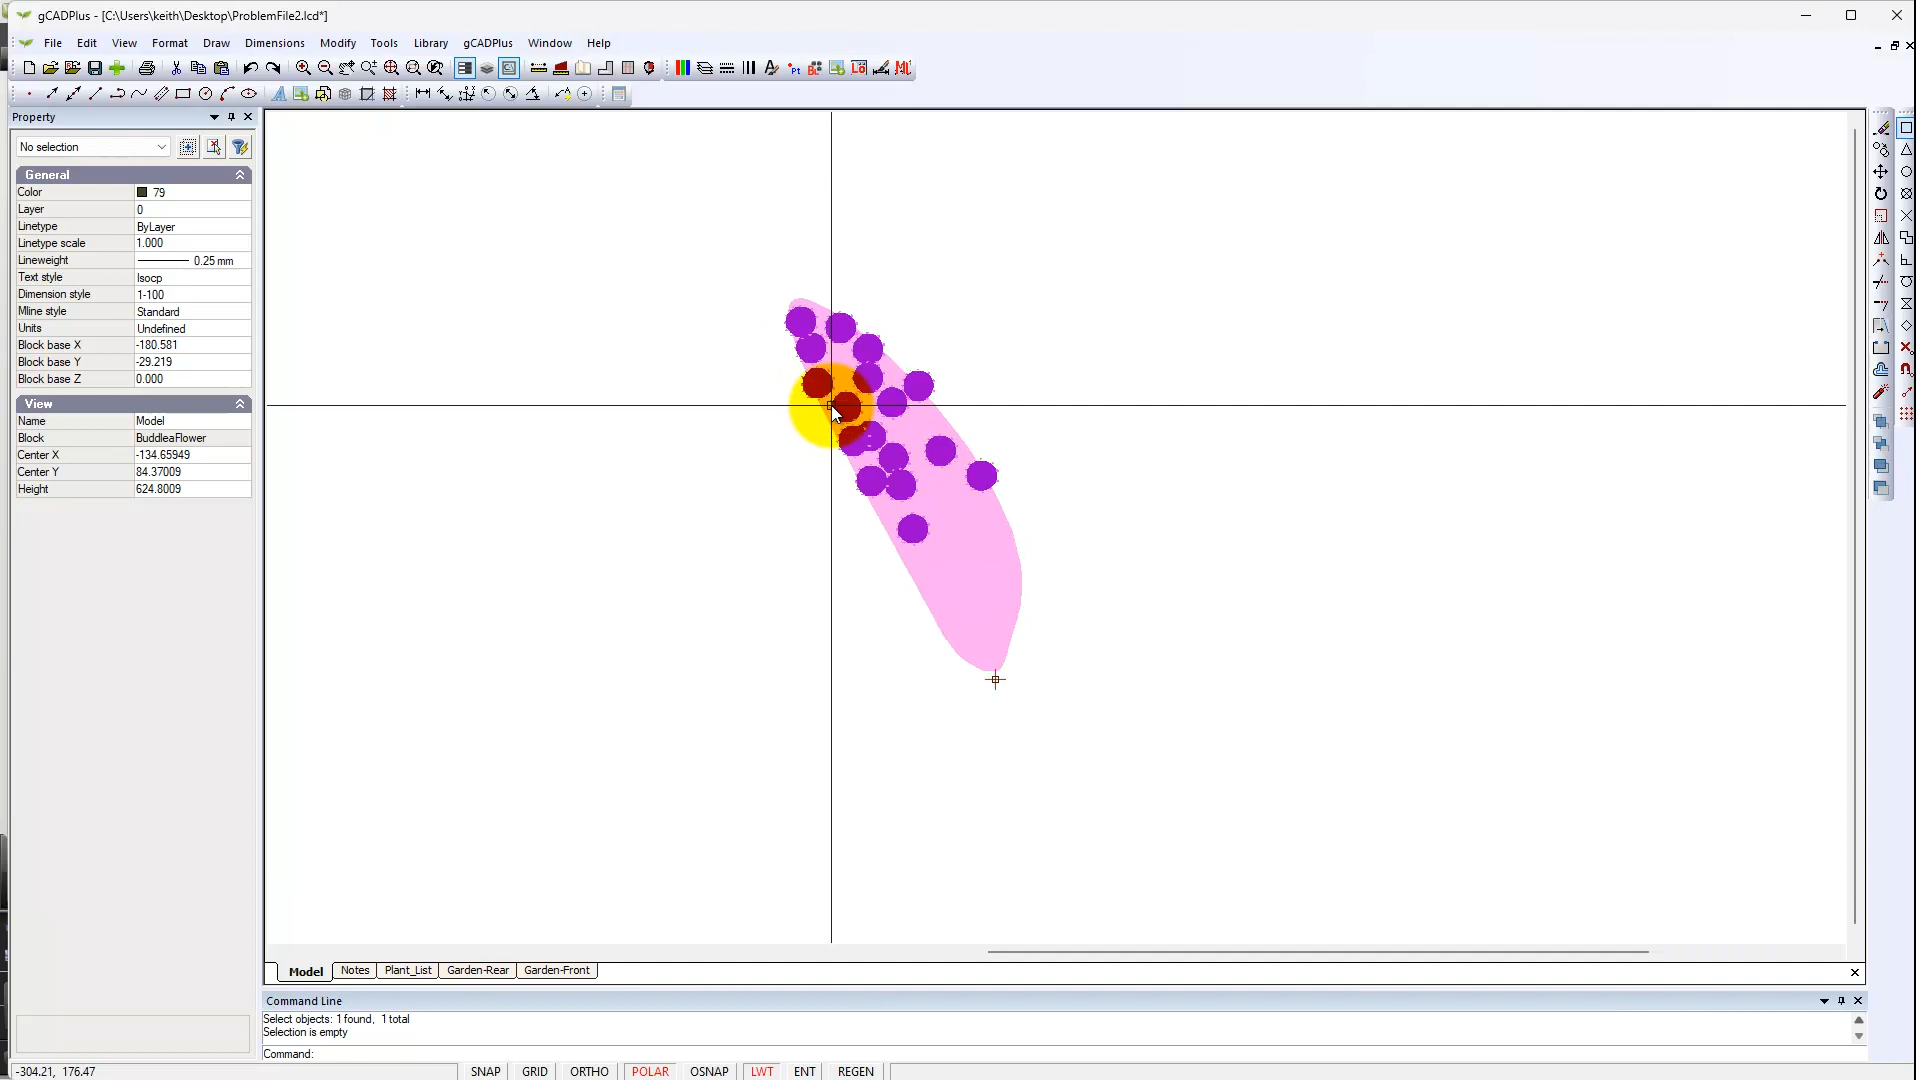 gCADPlus - [C:\Users\keith\Desktop\ProblemFile2.lcd*]
File Edit View Format Draw Dimensions Modify Tools Library gCADPlus Window Help
Property
No selection
General
Color 79
Layer 0
Linetype ByLayer
Linetype scale 1.000
Lineweight 0.25 mm
Text style Isocp
Dimension style 1-100
Mline style Standard
Units Undefined
Block base X -180.581
Block base Y -29.219
Block base Z 0.000
View
Name Model
Block BuddleaFlower
Center X -134.65949
Center Y 84.37009
Height 624.8009
Model Notes Plant_List Garden-Rear Garden-Front
Command Line
Select objects: 1 found, 1 total
Selection is empty
Command:
-304.21, 176.47 SNAP GRID ORTHO POLAR OSNAP LWT ENT REGEN